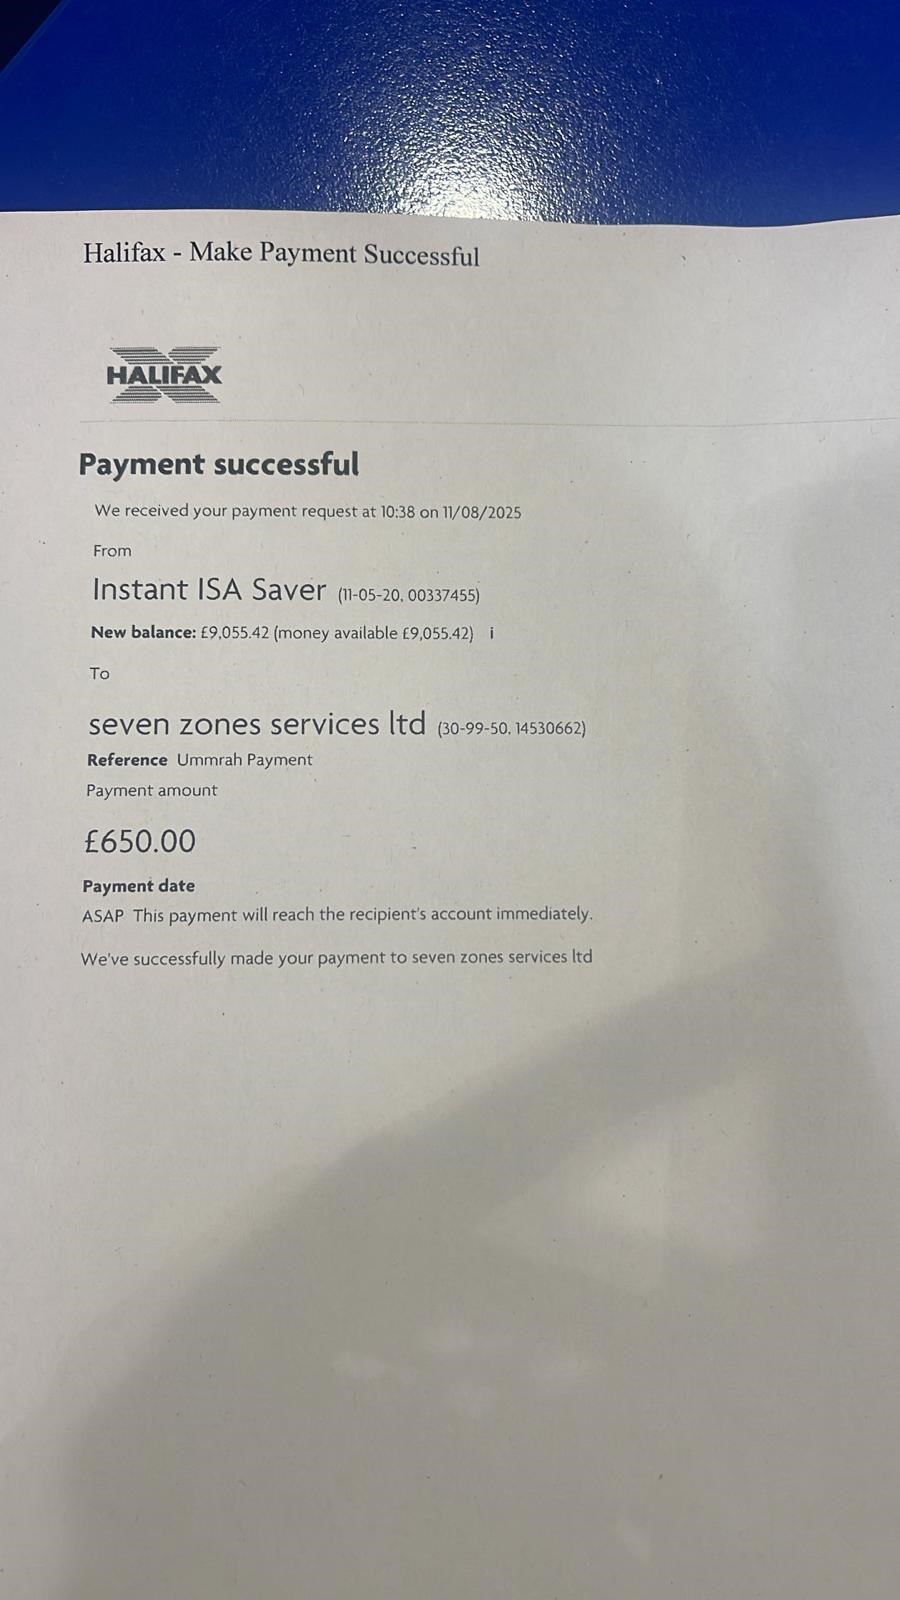 Halifax - Make Payment Successful
HALIFAX
Payment successful
We received your payment request at 10:38 on 11/08/2025
From
Instant ISA Saver (11-05-20, 00337455)
New balance: £9,055.42 (money available £9,055.42) i
To
seven zones services ltd (30-99-50, 14530662)
Reference Ummrah Payment
Payment amount
£650.00
Payment date
ASAP This payment will reach the recipient's account immediately.
We've successfully made your payment to seven zones services ltd